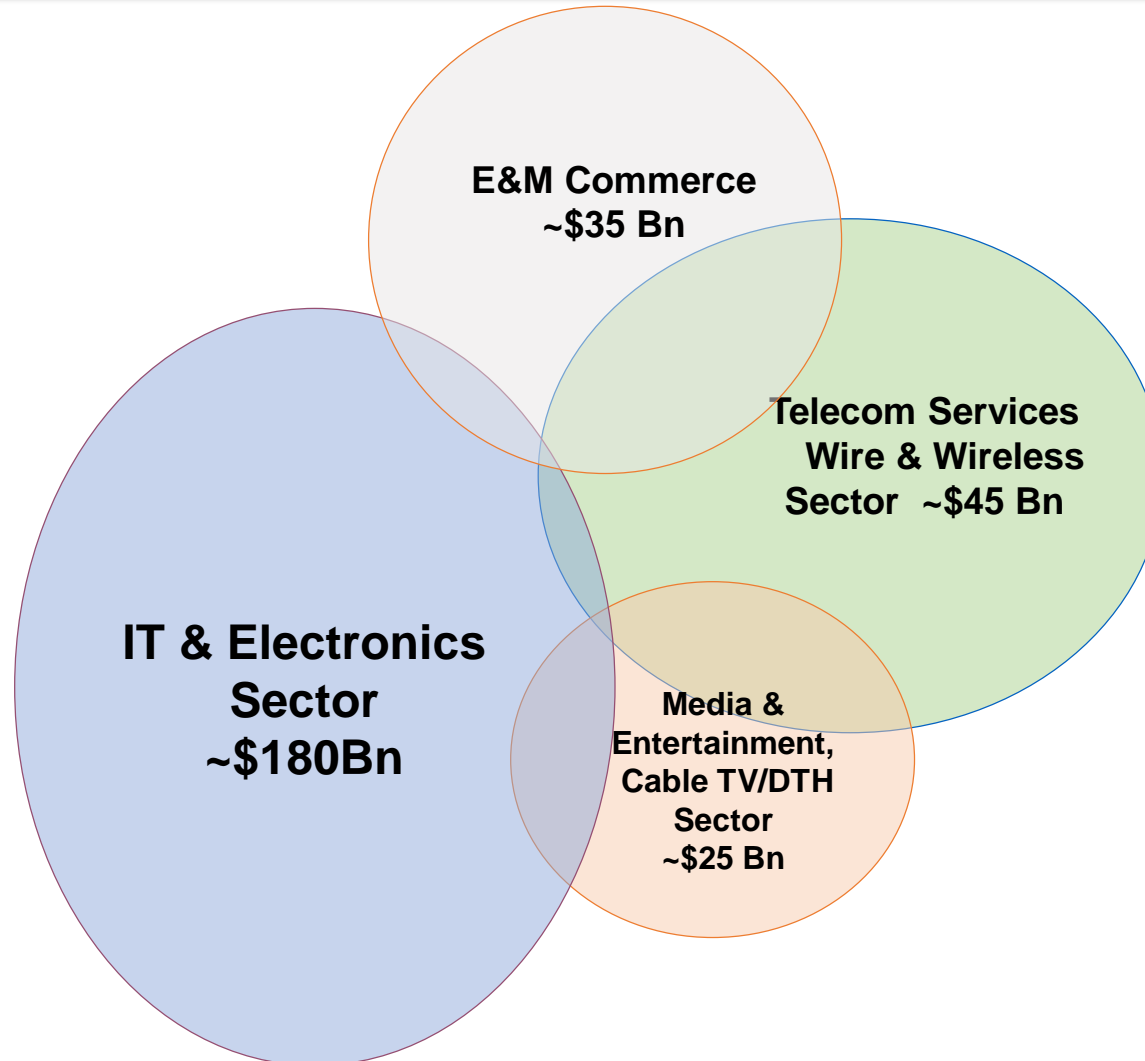 E&M Commerce
~$35 Bn
Telecom Services
Wire & Wireless
Sector ~$45 Bn
IT & Electronics
Sector
~$180Bn
Media &
Entertainment,
Cable TV/DTH
Sector
~$25 Bn